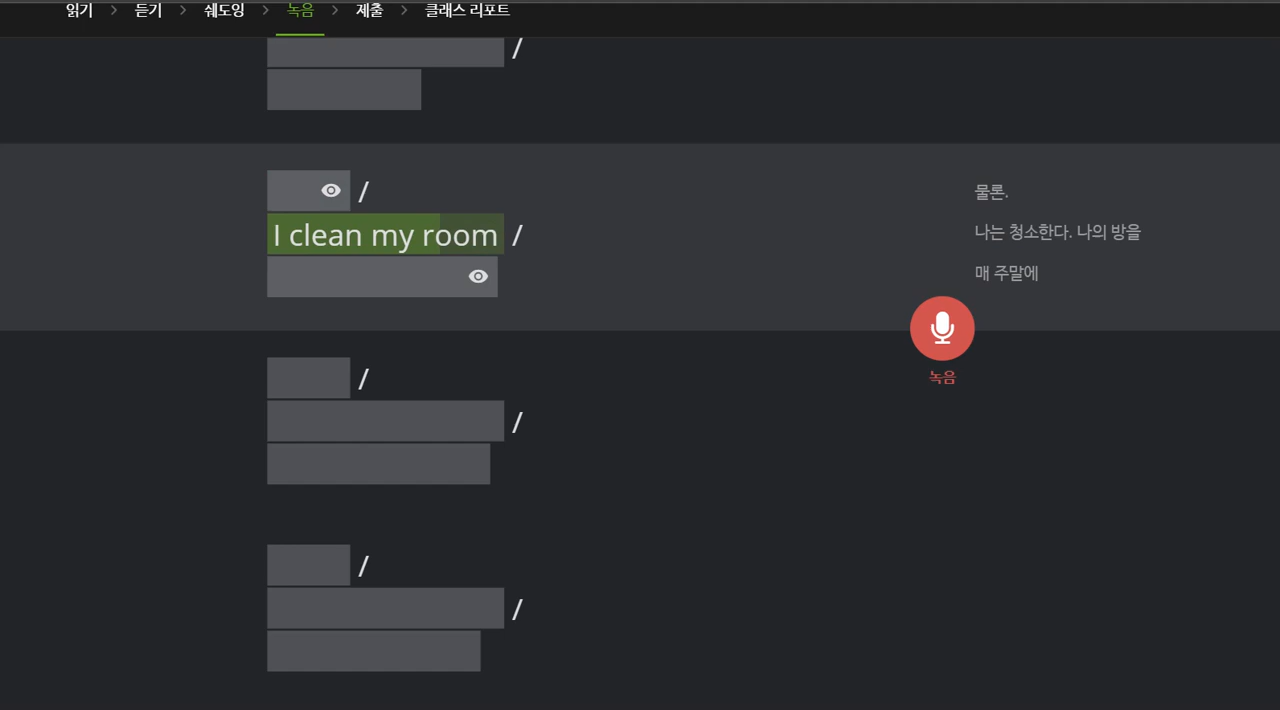 읽기 > 듣기 > 쉐도잉 > 녹음 > 제출 > 클래스 리포트
/
/
물론.
I clean my room /
나는 청소한다. 나의 방을
매 주말에
녹음
/
/
/
/